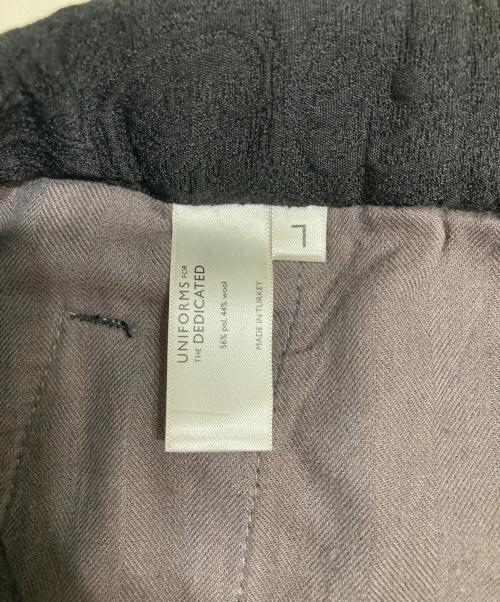 UNIFORMS FOR
THE DEDICATED
56% pol, 44% wool
MADE IN TURKEY
L